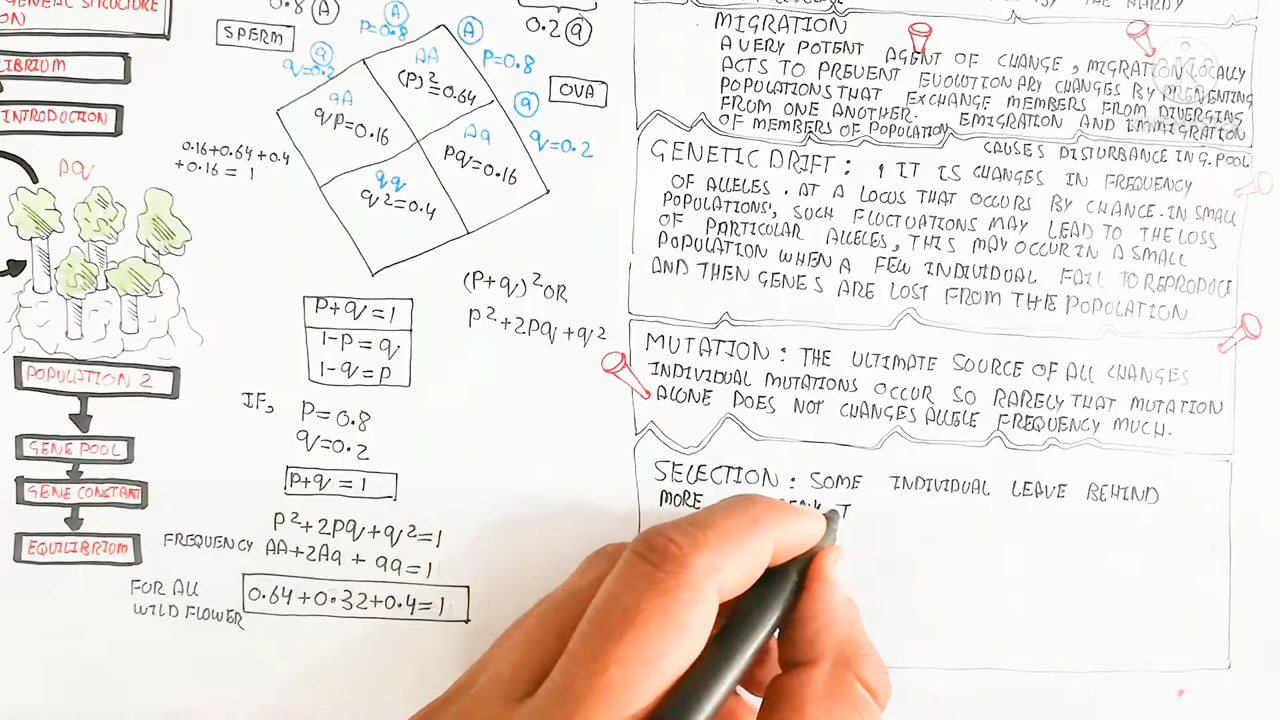 GENETIC STRUCTURE
ON
LIBRIUM
INTRODUCTION
pq
POPULATION 2
GENE POOL
GENE CONSTANT
EQUILIBRIUM
0.8 (A)
SPERM
A
P=0.8
q
q=0.2
0.2 (q)
A
P=0.8
OVA
q
q=0.2
AA
(P)²=0.64
qA
qP=0.16
Aq
Pq=0.16
qq
q²=0.4
0.16+0.64+0.4
+0.16=1
(P+q)² OR
P²+2Pq+q²
P+q=1
1-P=q
1-q=P
IF,
P=0.8
q=0.2
P+q=1
P²+2Pq+q²=1
FREQUENCY AA+2Aq+qq=1
FOR ALL
WILD FLOWER
0.64+0.32+0.4=1
THE HARDY
MIGRATION
A VERY POTENT AGENT OF CHANGE, MIGRATION LOCALLY
ACTS TO PREVENT EVOLUTIONARY CHANGES BY PREVENTING
POPULATIONS THAT EXCHANGE MEMBERS FROM DIVERGING
FROM ONE ANOTHER. EMIGRATION AND IMMIGRATION
OF MEMBERS OF POPULATION
CAUSES DISTURBANCE IN G. POOL
GENETIC DRIFT: IT IS CHANGES IN FREQUENCY
OF ALLELES. AT A LOCUS THAT OCCURS BY CHANCE. IN SMALL
POPULATIONS, SUCH FLUCTUATIONS MAY LEAD TO THE LOSS
OF PARTICULAR ALLELES, THIS MAY OCCUR IN A SMALL
POPULATION WHEN A FEW INDIVIDUAL FAIL TO REPRODUCE
AND THEN GENES ARE LOST FROM THE POPULATION
MUTATION: THE ULTIMATE SOURCE OF ALL CHANGES
INDIVIDUAL MUTATIONS OCCUR SO RARELY THAT MUTATION
ALONE DOES NOT CHANGES ALLELE FREQUENCY MUCH.
SELECTION: SOME INDIVIDUAL LEAVE BEHIND
MORE